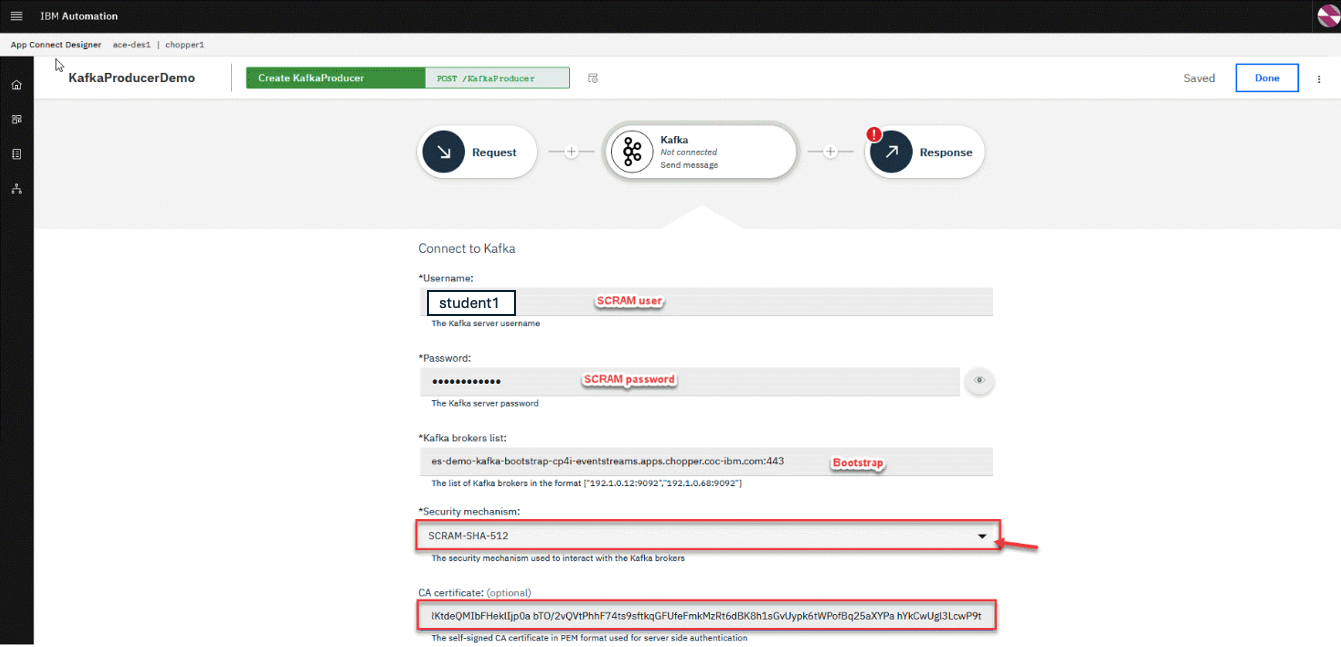 IBM Automation
App Connect Designer ace-des1 | chopper1
KafkaProducerDemo
Create KafkaProducer POST /KafkaProducer
Saved
Done
Request
Kafka
Not connected
Send message
!
Response
Connect to Kafka
*Username:
student1 SCRAM user
The Kafka server username
*Password:
•••••••••••• SCRAM password
The Kafka server password
*Kafka brokers list:
es-demo-kafka-bootstrap-cp4i-eventstreams.apps.chopper.coc-ibm.com:443 Bootstrap
The list of Kafka brokers in the format ["192.1.0.12:9092","192.1.0.68:9092"]
*Security mechanism:
SCRAM-SHA-512
The security mechanism used to interact with the Kafka brokers
CA certificate: (optional)
The self-signed CA certificate in PEM format used for server side authentication